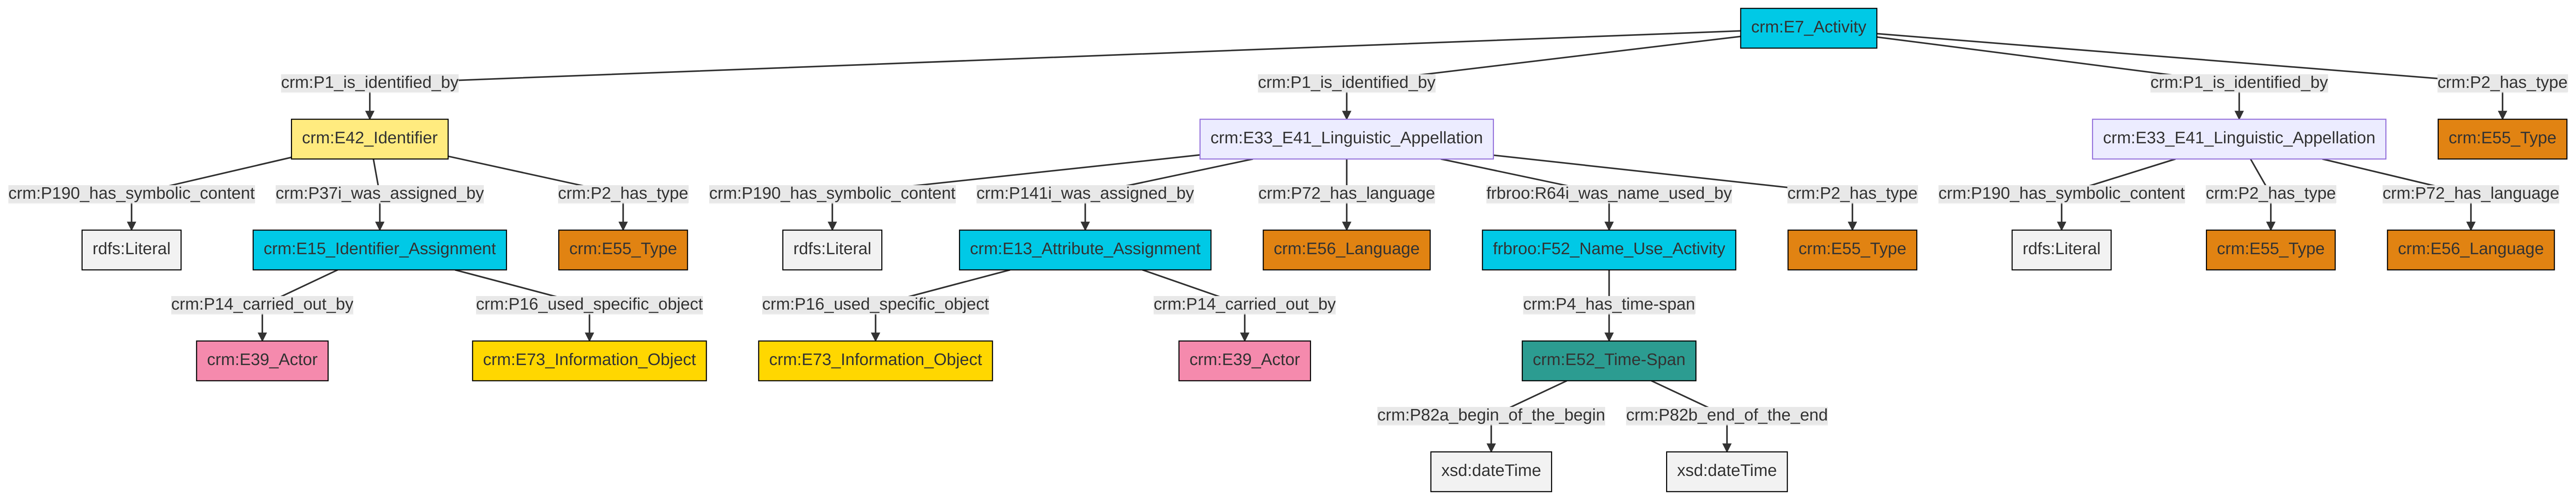 crm:E7_Activity
crm:P1_is_identified_by
crm:P1_is_identified_by
crm:P1_is_identified_by
crm:P2_has_type
crm:E42_Identifier
crm:E33_E41_Linguistic_Appellation
crm:E33_E41_Linguistic_Appellation
crm:E55_Type
crm:P190_has_symbolic_content
crm:P37i_was_assigned_by
crm:P2_has_type
crm:P190_has_symbolic_content
crm:P141i_was_assigned_by
crm:P72_has_language
frbroo:R64i_was_name_used_by
crm:P2_has_type
crm:P190_has_symbolic_content
crm:P2_has_type
crm:P72_has_language
rdfs:Literal
crm:E15_Identifier_Assignment
crm:E55_Type
rdfs:Literal
crm:E13_Attribute_Assignment
crm:E56_Language
frbroo:F52_Name_Use_Activity
crm:E55_Type
rdfs:Literal
crm:E55_Type
crm:E56_Language
crm:P14_carried_out_by
crm:P16_used_specific_object
crm:P16_used_specific_object
crm:P14_carried_out_by
crm:P4_has_time-span
crm:E39_Actor
crm:E73_Information_Object
crm:E73_Information_Object
crm:E39_Actor
crm:E52_Time-Span
crm:P82a_begin_of_the_begin
crm:P82b_end_of_the_end
xsd:dateTime
xsd:dateTime